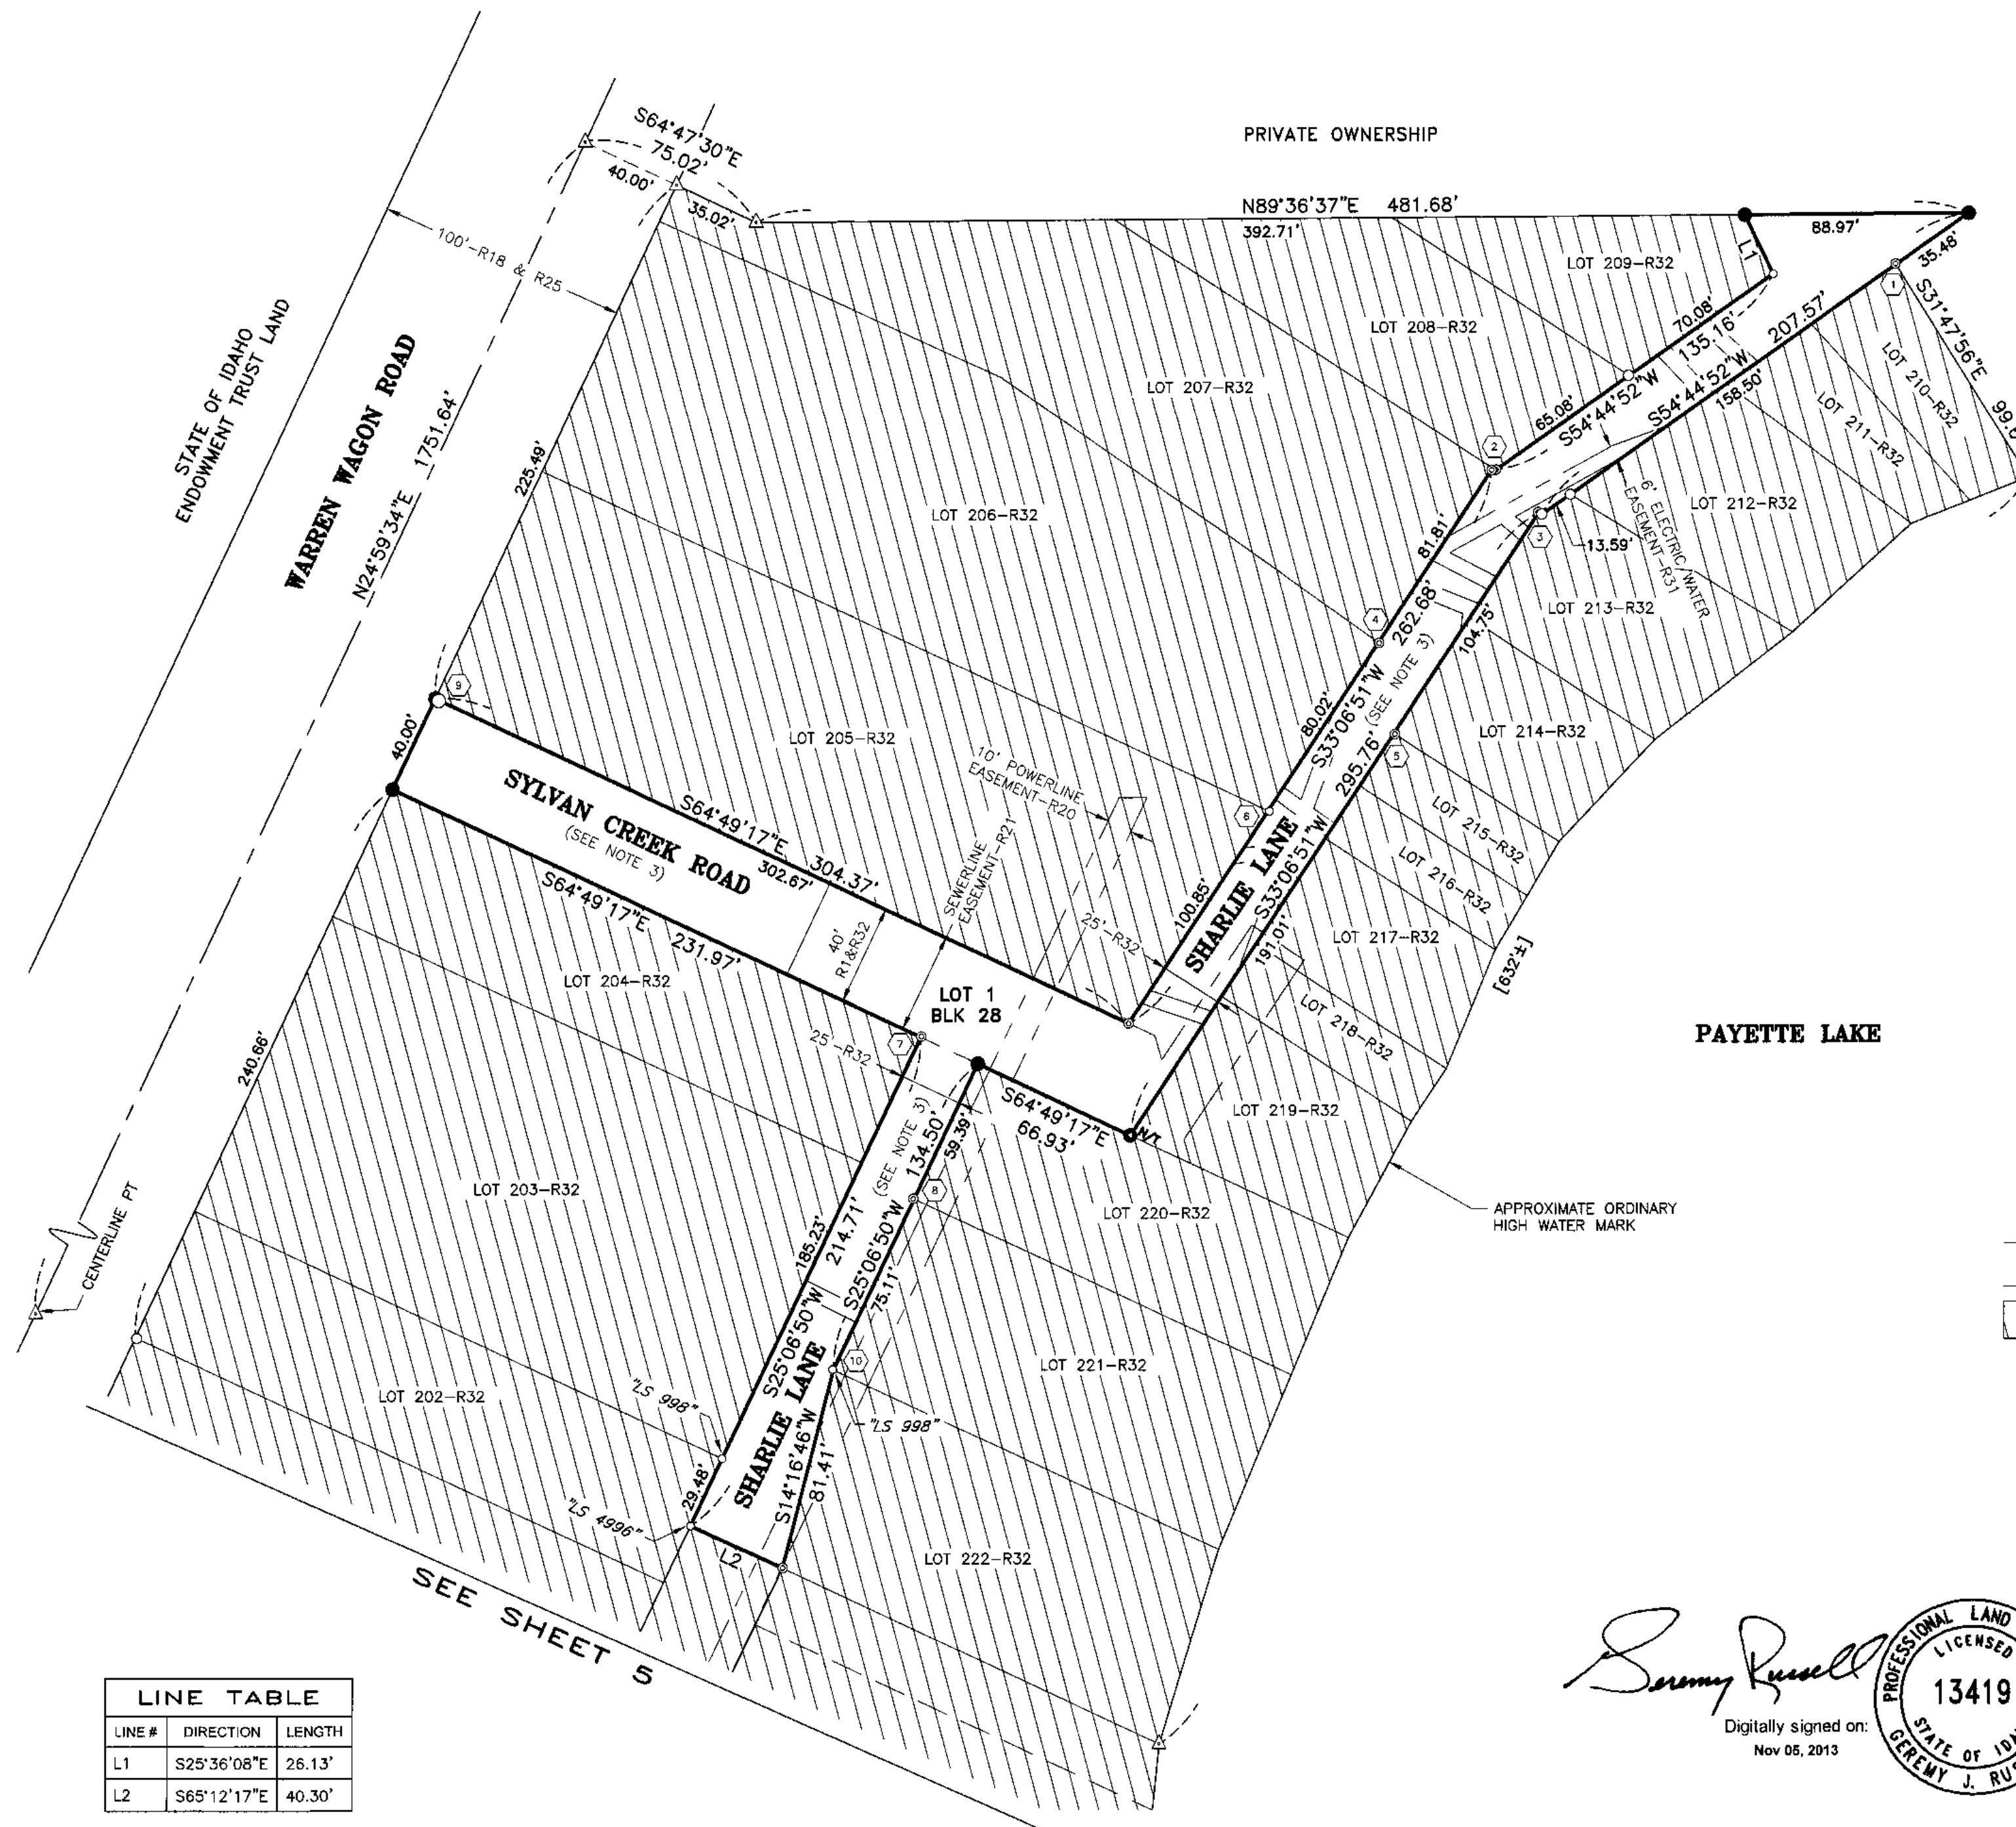 PRIVATE OWNERSHIP
S64°47'30"E
75.02'
40.00'
35.02'
N89°36'37"E 481.68'
392.71'
88.97'
L1
35.48'
1
S31°47'56"E
100'-R18 & R25
STATE OF IDAHO
ENDOWMENT TRUST LAND
WARREN WAGON ROAD
N24°59'34"E 1751.64'
225.49'
LOT 209-R32
LOT 208-R32
LOT 207-R32
LOT 206-R32
LOT 205-R32
70.08'
135.16'
65.08'
S54°44'52"W
207.57'
S54°44'52"W
158.50'
LOT 210-R32
LOT 211-R32
LOT 212-R32
2
3
13.59'
6' ELECTRIC/WATER
EASEMENT-R31
LOT 213-R32
LOT 214-R32
LOT 215-R32
LOT 216-R32
LOT 217-R32
LOT 218-R32
LOT 219-R32
81.81'
4
262.68'
S33°06'51"W
(SEE NOTE 3)
104.75'
80.02'
5
295.76'
S33°06'51"W
6
100.85'
SHARLIE LANE
191.01'
25'-R32
[632'±]
PAYETTE LAKE
9
40.00'
SYLVAN CREEK ROAD
(SEE NOTE 3)
S64°49'17"E 304.37'
302.67'
S64°49'17"E 231.97'
10' POWERLINE
EASEMENT-R20
SEWERLINE
EASEMENT-R21
40'
R1&R32
LOT 1
BLK 28
7
25'-R32
LOT 204-R32
240.66'
LOT 203-R32
LOT 202-R32
S64°49'17"E
66.93'
N/T
(SEE NOTE 3)
134.50'
59.39'
8
S25°06'50"W
75.11'
185.23'
214.71'
S25°06'50"W
10
SHARLIE LANE
S14°16'46"W
81.41'
"LS 998"
"LS 998"
29.48'
"LS 4996"
L2
LOT 220-R32
LOT 221-R32
LOT 222-R32
APPROXIMATE ORDINARY
HIGH WATER MARK
CENTERLINE PT
SEE SHEET 5
LINE TABLE
LINE # DIRECTION LENGTH
L1 S25°36'08"E 26.13'
L2 S65°12'17"E 40.30'
Digitally signed on:
Nov 05, 2013
PROFESSIONAL LAND
LICENSED
13419
STATE OF
GEREMY J.